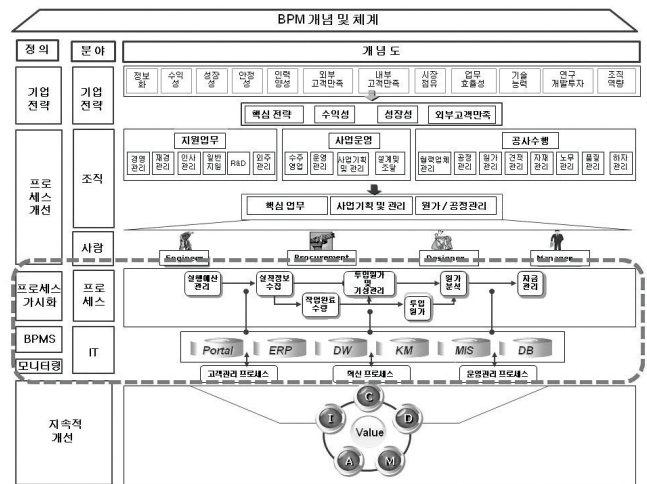 BPM 개념 및 체계
정 의
분 야
개 념 도
기업
전략
기업
전략
정보
화
수익
성
성장
성
안정
성
인력
양성
외부
고객만족
내부
고객만족
시장
점유
업무
효율성
기술
능력
연구
개발투자
조직
역량
핵심 전략
수익성
성장성
외부고객만족
프로
세스
개선
조직
지원업무
사업운영
공사수행
경영
관리
재경
관리
인사
관리
일반
지원
R&D
외주
관리
수주
영업
운영
관리
사업기획
및 관리
설계및
조달
협력업체
관리
공정
관리
원가
관리
견적
관리
자재
관리
노무
관리
품질
관리
하자
관리
핵심 업무
사업기획 및 관리
원가 / 공정관리
사람
Engineer
Procurement
Designer
Manager
프로세스
가시화
프로
세스
실행예산
관리
실적정보
수집
투입원가
및
기성관리
원가
분석
자금
관리
작업완료
수량
투입
원가
BPMS
모니터링
IT
Portal
ERP
DW
KM
MIS
DB
고객관리 프로세스
혁신 프로세스
운영관리 프로세스
지속적
개선
C
I
D
Value
A
M